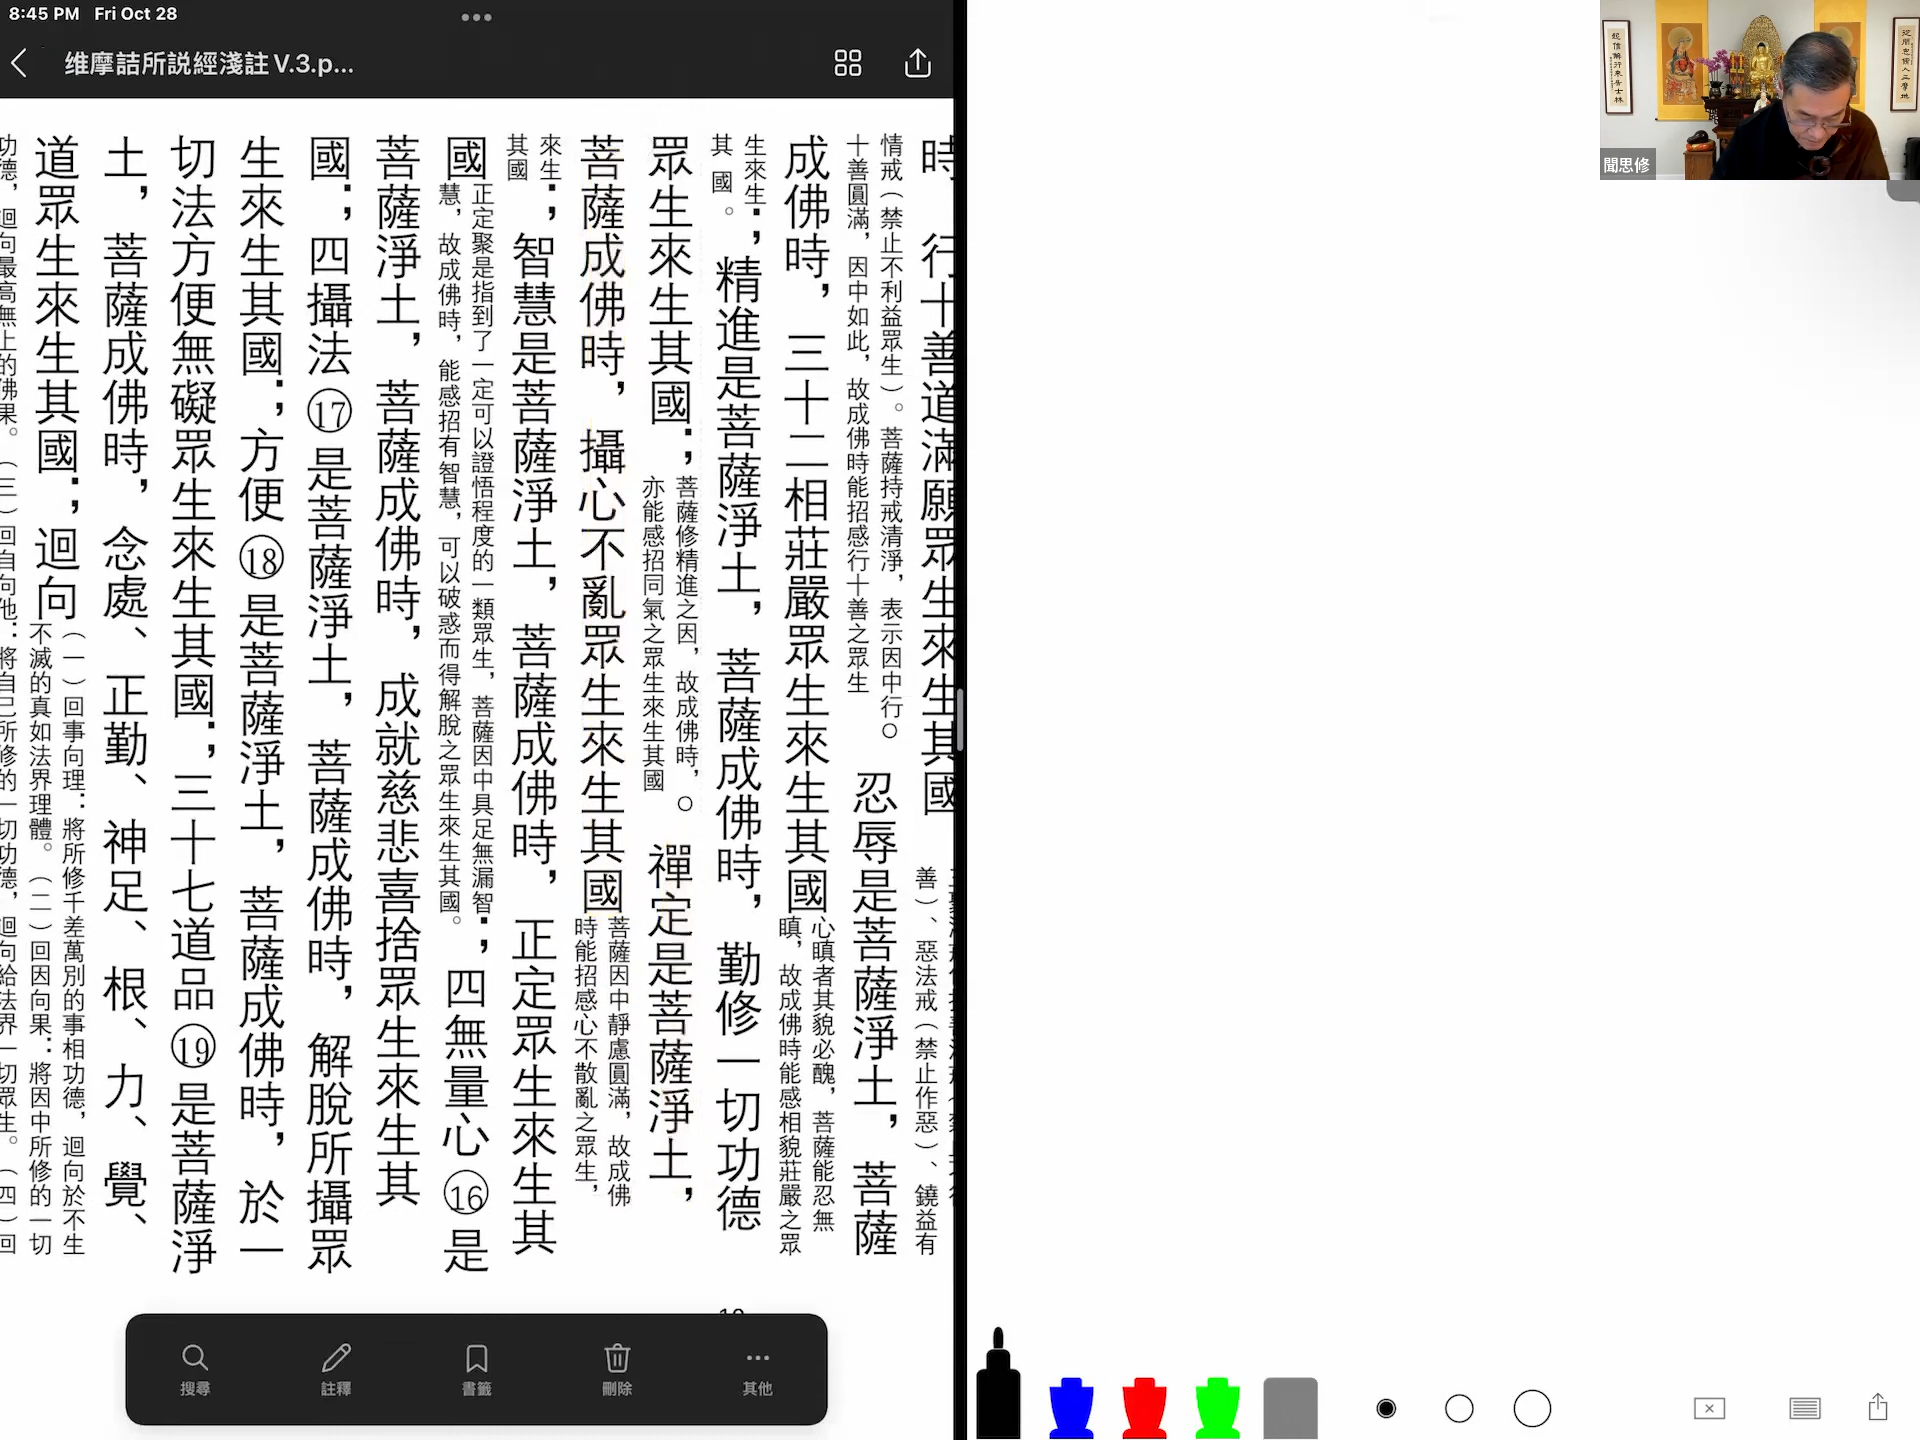 8:45 PM Fri Oct 28
维摩詰所説經淺註 V.3.p...
聞思修
時 行十善道滿願眾生來生其國
善）、惡法戒（禁止作惡）、鐃益有
情戒（禁止不利益眾生）。菩薩持戒清淨，表示因中行○
十善圓滿，因中如此，故成佛時能招感行十善之眾生
忍辱是菩薩淨土，菩薩
成佛時，三十二相莊嚴眾生來生其國
心瞋者其貌必醜，菩薩能忍無
瞋，故成佛時能感相貌莊嚴之眾
生來生
其國。
；精進是菩薩淨土，菩薩成佛時，勤修一切功德
眾生來生其國；
菩薩修精進之因，故成佛時，○
亦能感招同氣之眾生來生其國
禪定是菩薩淨土，
菩薩成佛時，攝心不亂眾生來生其國
菩薩因中靜慮圓滿，故成佛
時能招感心不散亂之眾生，
來生
其國
；智慧是菩薩淨土，菩薩成佛時，正定眾生來生其
國
正定聚是指到了一定可以證悟程度的一類眾生，菩薩因中具足無漏智
慧，故成佛時，能感招有智慧，可以破惑而得解脫之眾生來生其國。
；四無量心⑯是
菩薩淨土，菩薩成佛時，成就慈悲喜捨眾生來生其
國；四攝法⑰是菩薩淨土，菩薩成佛時，解脫所攝眾
生來生其國；方便⑱是菩薩淨土，菩薩成佛時，於一
切法方便無礙眾生來生其國；三十七道品⑲是菩薩淨
土，菩薩成佛時，念處、正勤、神足、根、力、覺、
道眾生來生其國；迴向
（一）回事向理：將所修千差萬別的事相功德，迴向於不生
不滅的真如法界理體。（二）回因向果：將因中所修的一切
功德，迴向最高無上的佛果。（三）回自向他：將自己所修的一切功德，迴向給法界一切眾生。（四）回
搜尋
註釋
書籤
刪除
其他